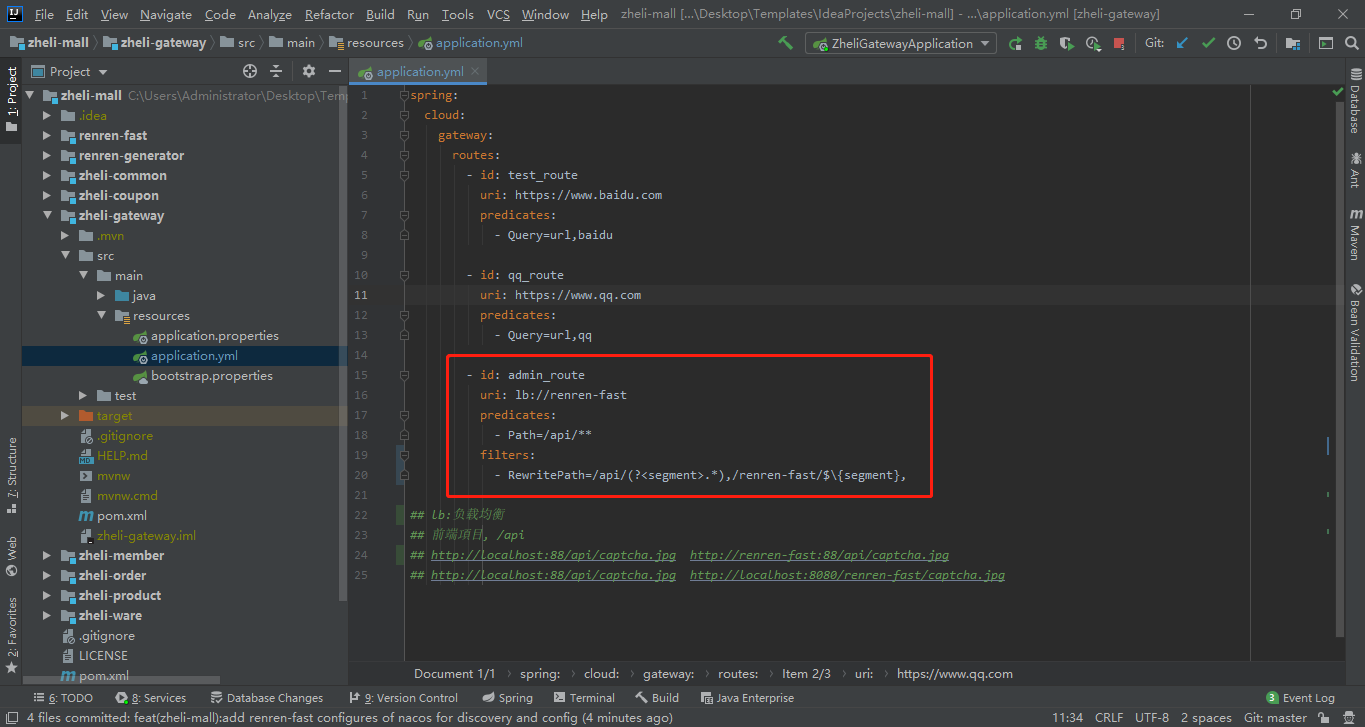 File Edit View Navigate Code Analyze Refactor Build Run Tools VCS Window Help zheli-mall [...\Desktop\Templates\IdeaProjects\zheli-mall] - ...\application.yml [zheli-gateway]
zheli-mall zheli-gateway src main resources application.yml ZheliGatewayApplication Git:
1: Project
7: Structure
Web
2: Favorites
Project
zheli-mall C:\Users\Administrator\Desktop\Temp
.idea
renren-fast
renren-generator
zheli-common
zheli-coupon
zheli-gateway
.mvn
src
main
java
resources
application.properties
application.yml
bootstrap.properties
test
target
.gitignore
HELP.md
mvnw
mvnw.cmd
pom.xml
zheli-gateway.iml
zheli-member
zheli-order
zheli-product
zheli-ware
.gitignore
LICENSE
pom.xml
application.yml
1 spring:
2 cloud:
3 gateway:
4 routes:
5 - id: test_route
6 uri: https://www.baidu.com
7 predicates:
8 - Query=url,baidu
9
10 - id: qq_route
11 uri: https://www.qq.com
12 predicates:
13 - Query=url,qq
14
15 - id: admin_route
16 uri: lb://renren-fast
17 predicates:
18 - Path=/api/**
19 filters:
20 - RewritePath=/api/(?<segment>.*),/renren-fast/$\{segment},
21
22 ## lb:负载均衡
23 ## 前端项目, /api
24 ## http://localhost:88/api/captcha.jpg http://renren-fast:88/api/captcha.jpg
25 ## http://localhost:88/api/captcha.jpg http://localhost:8080/renren-fast/captcha.jpg
Database
Ant
Maven
Bean Validation
Document 1/1 spring: cloud: gateway: routes: Item 2/3 uri: https://www.qq.com
6: TODO 8: Services Database Changes 9: Version Control Spring Terminal Build Java Enterprise 3 Event Log
4 files committed: feat(zheli-mall):add renren-fast configures of nacos for discovery and config (4 minutes ago) 11:34 CRLF UTF-8 2 spaces Git: master